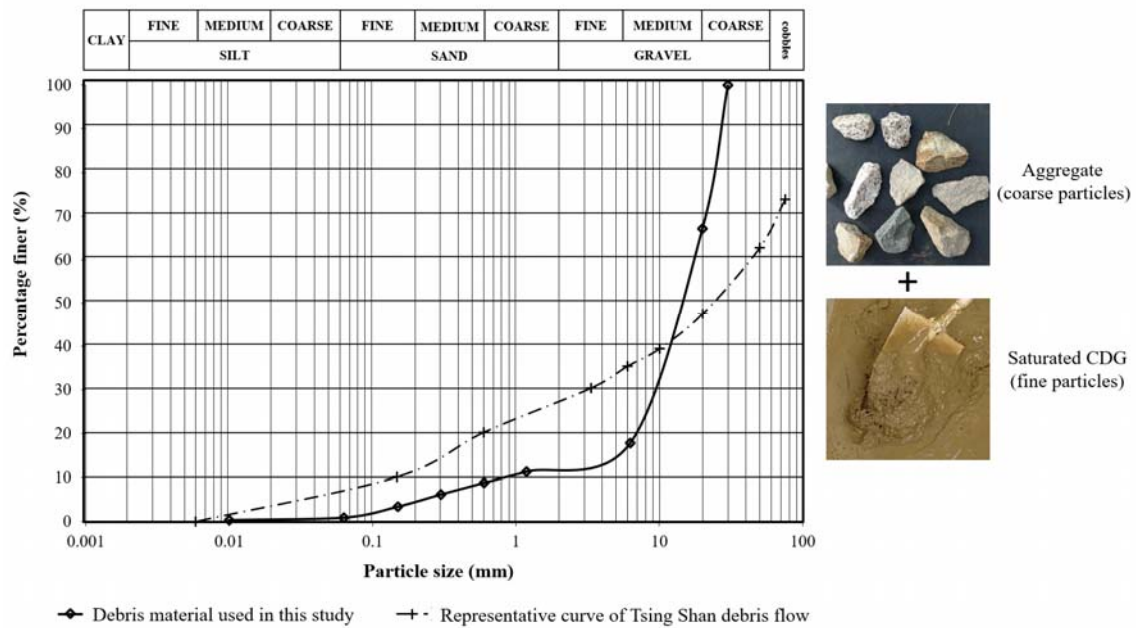 CLAY FINE MEDIUM COARSE FINE MEDIUM COARSE FINE MEDIUM COARSE cobbles
SILT SAND GRAVEL
100
90
80
70
60
50
40
30
20
10
0
Percentage finer (%)
0.001 0.01 0.1 1 10 100
Particle size (mm)
Debris material used in this study Representative curve of Tsing Shan debris flow
Aggregate
(coarse particles)
+
Saturated CDG
(fine particles)